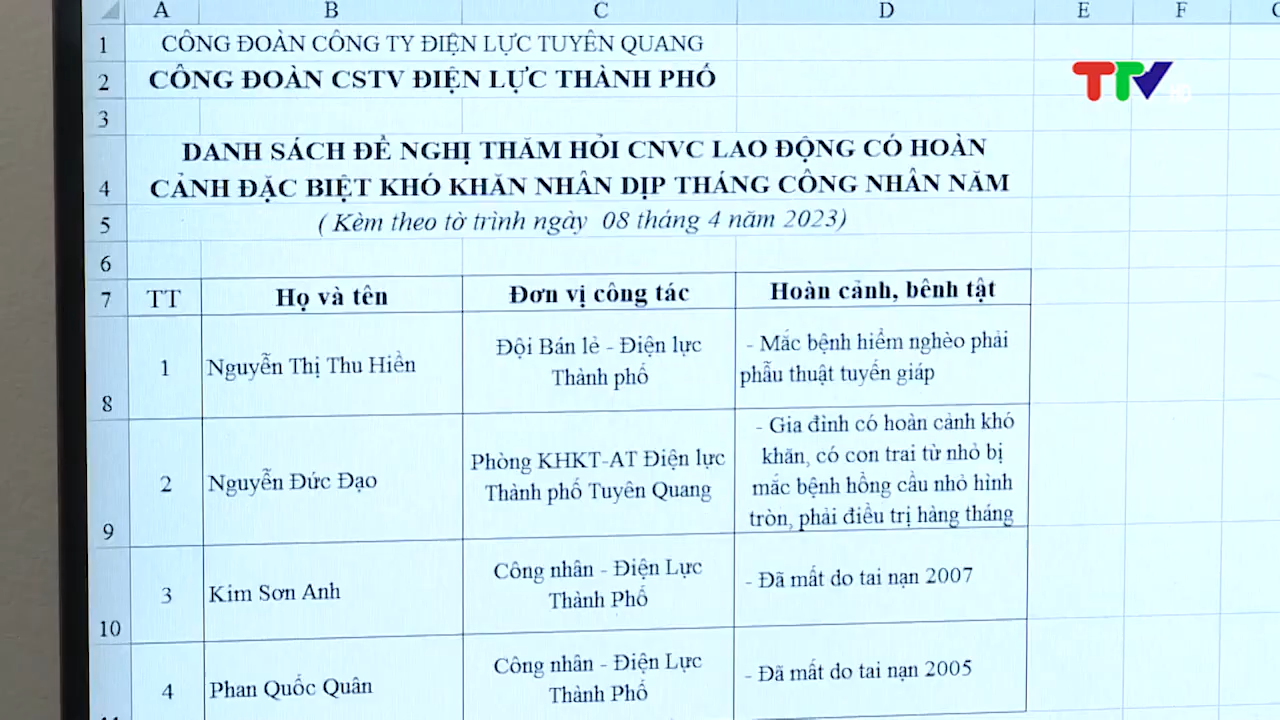 A B C D E F
1 CÔNG ĐOÀN CÔNG TY ĐIỆN LỰC TUYÊN QUANG
2 CÔNG ĐOÀN CSTV ĐIỆN LỰC THÀNH PHỐ
TTV HD
3
DANH SÁCH ĐỀ NGHỊ THĂM HỎI CNVC LAO ĐỘNG CÓ HOÀN
4 CẢNH ĐẶC BIỆT KHÓ KHĂN NHÂN DỊP THÁNG CÔNG NHÂN NĂM
5 ( Kèm theo tờ trình ngày 08 tháng 4 năm 2023)
6
7 TT Họ và tên Đơn vị công tác Hoàn cảnh, bênh tật
8 1 Nguyễn Thị Thu Hiền
Đội Bán lẻ - Điện lực
Thành phố
- Mắc bệnh hiểm nghèo phải
phẫu thuật tuyến giáp
9 2 Nguyễn Đức Đạo
Phòng KHKT-AT Điện lực
Thành phố Tuyên Quang
- Gia đình có hoàn cảnh khó
khăn, có con trai từ nhỏ bị
mắc bệnh hồng cầu nhỏ hình
tròn, phải điều trị hàng tháng
10 3 Kim Sơn Anh
Công nhân - Điện Lực
Thành Phố
- Đã mất do tai nạn 2007
4 Phan Quốc Quân
Công nhân - Điện Lực
Thành Phố
- Đã mất do tai nạn 2005